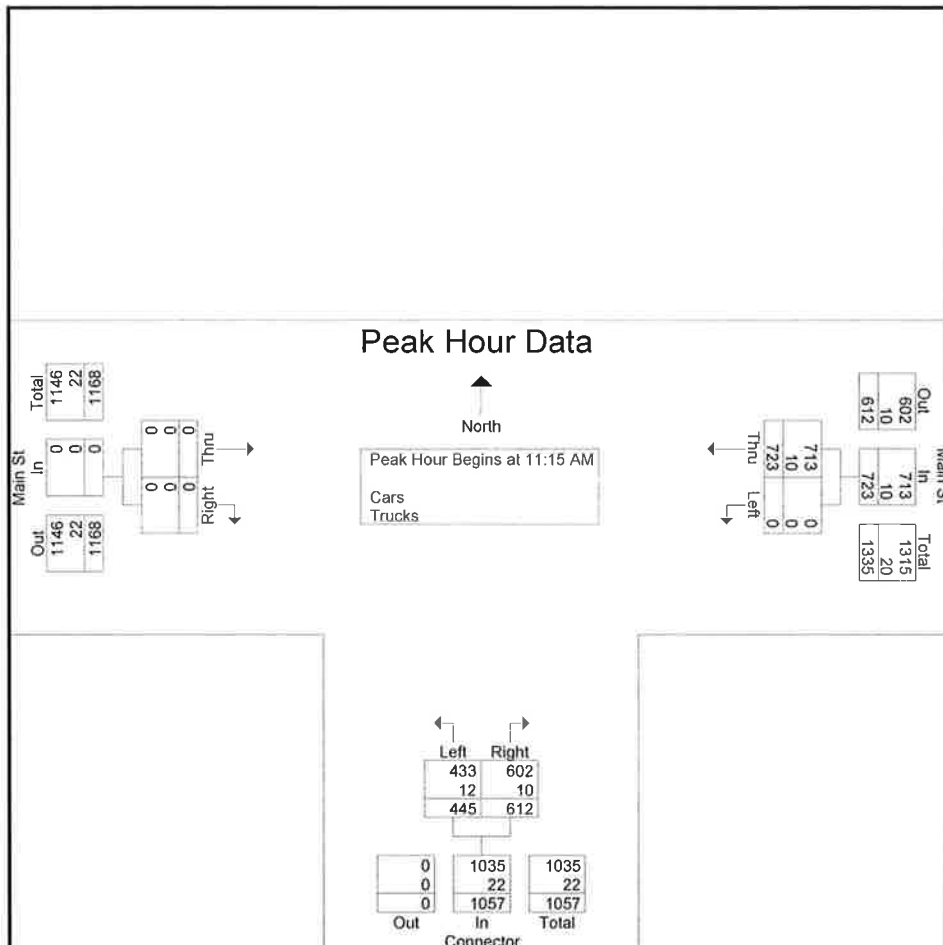 Peak Hour Data
North
Peak Hour Begins at 11:15 AM
Cars
Trucks
Main St
Total
1146
22
1168
In
0
0
0
Out
1146
22
1168
Thru
0
0
0
Right
0
0
0
Thru
713
10
723
Left
0
0
0
Out
602
10
612
In
713
10
723
Total
1315
20
1335
Main St
Left Right
433 602
12 10
445 612
0 1035 1035
0 22 22
0 1057 1057
Out In Total
Connector